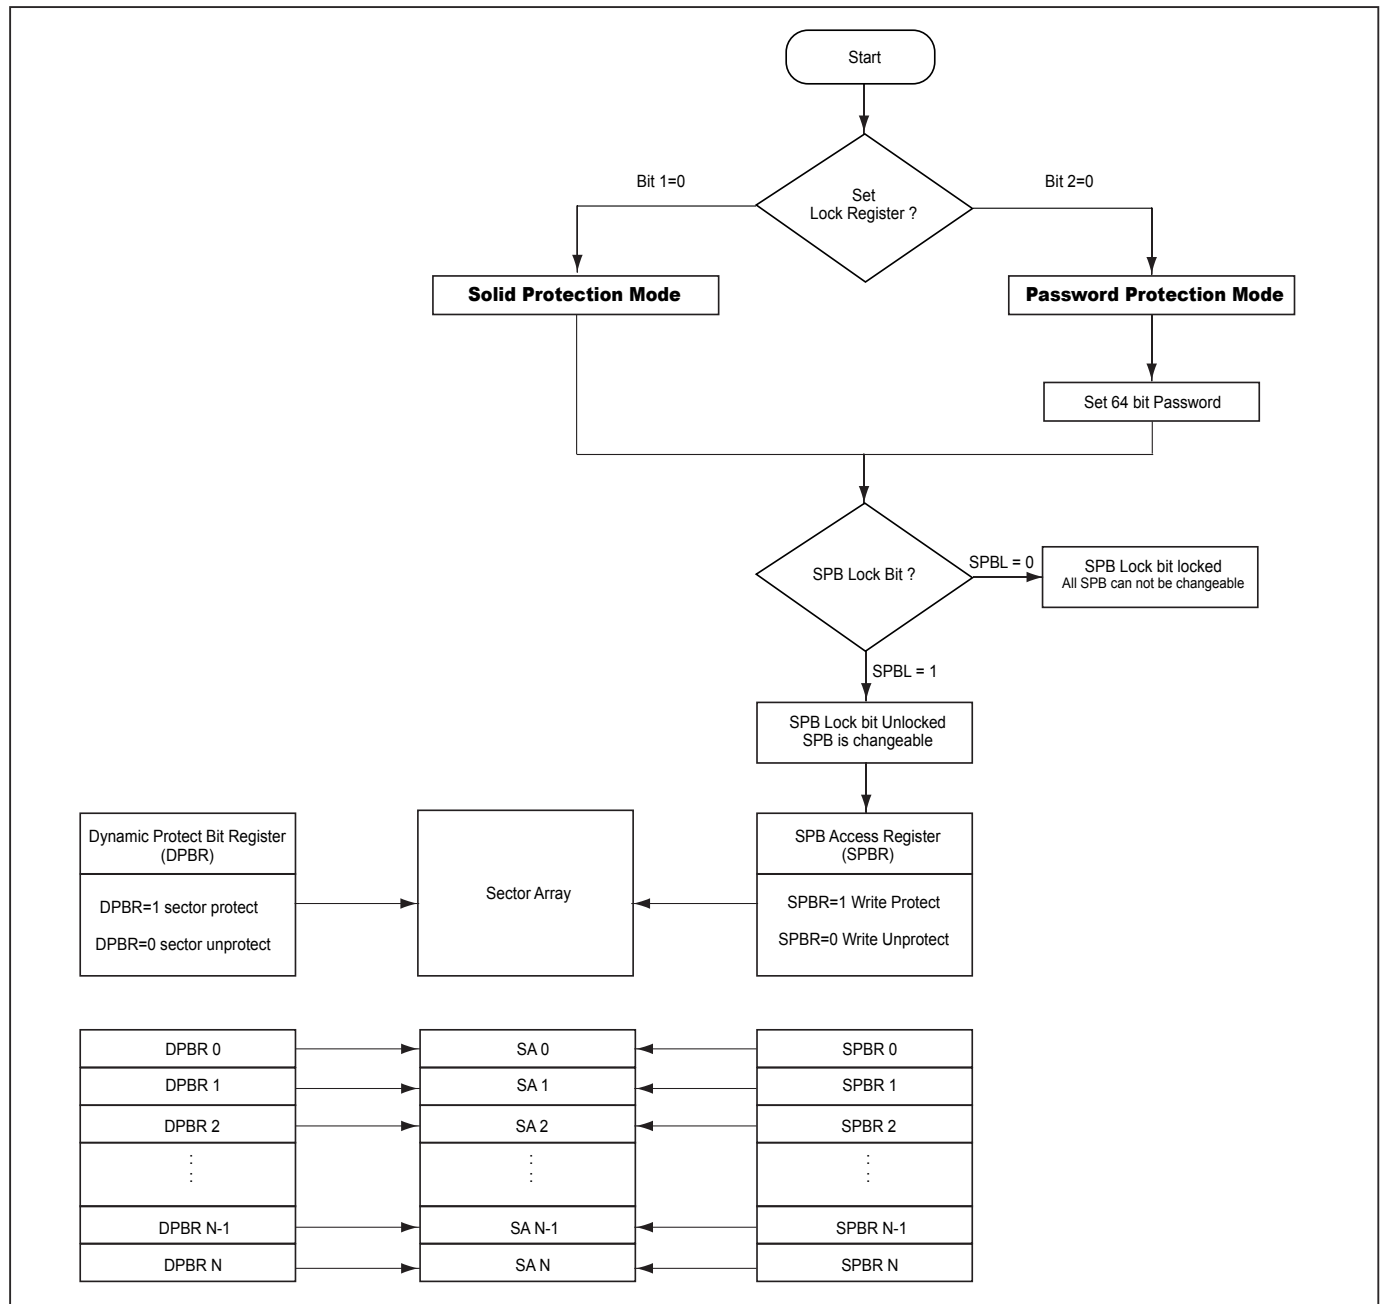 Start
Bit 1=0
Bit 2=0
Set
Lock Register ?
Solid Protection Mode
Password Protection Mode
Set 64 bit Password
SPB Lock Bit ?
SPBL = 0
SPB Lock bit locked
All SPB can not be changeable
SPBL = 1
SPB Lock bit Unlocked
SPB is changeable
Dynamic Protect Bit Register
(DPBR)
DPBR=1 sector protect
DPBR=0 sector unprotect
Sector Array
SPB Access Register
(SPBR)
SPBR=1 Write Protect
SPBR=0 Write Unprotect
DPBR 0
SA 0
SPBR 0
DPBR 1
SA 1
SPBR 1
DPBR 2
SA 2
SPBR 2
DPBR N-1
SA N-1
SPBR N-1
DPBR N
SA N
SPBR N